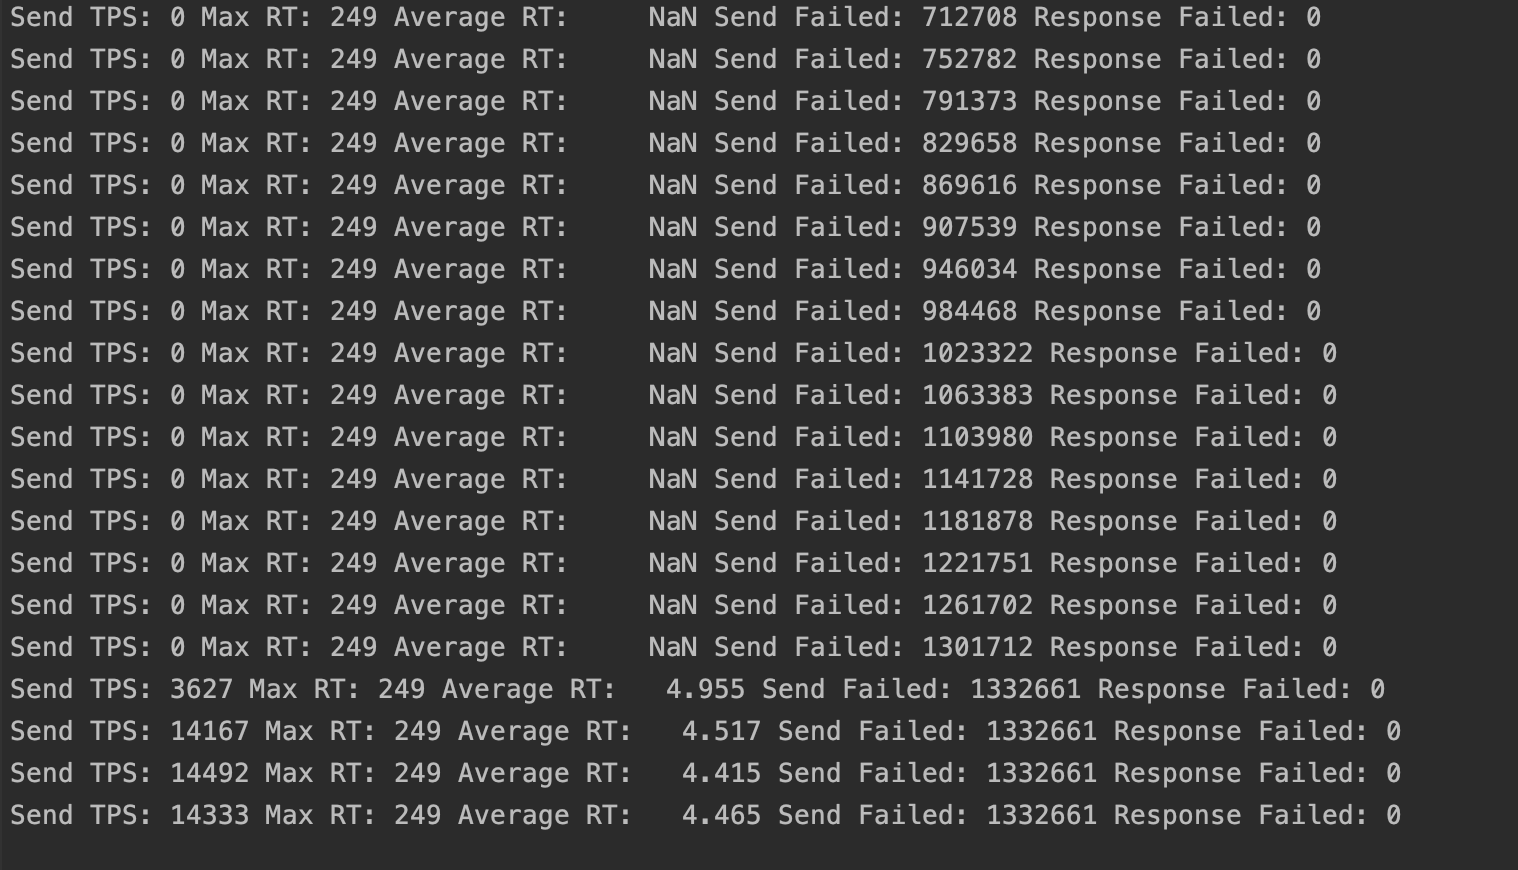 Send TPS: 0 Max RT: 249 Average RT:     NaN Send Failed: 712708 Response Failed: 0
Send TPS: 0 Max RT: 249 Average RT:     NaN Send Failed: 752782 Response Failed: 0
Send TPS: 0 Max RT: 249 Average RT:     NaN Send Failed: 791373 Response Failed: 0
Send TPS: 0 Max RT: 249 Average RT:     NaN Send Failed: 829658 Response Failed: 0
Send TPS: 0 Max RT: 249 Average RT:     NaN Send Failed: 869616 Response Failed: 0
Send TPS: 0 Max RT: 249 Average RT:     NaN Send Failed: 907539 Response Failed: 0
Send TPS: 0 Max RT: 249 Average RT:     NaN Send Failed: 946034 Response Failed: 0
Send TPS: 0 Max RT: 249 Average RT:     NaN Send Failed: 984468 Response Failed: 0
Send TPS: 0 Max RT: 249 Average RT:     NaN Send Failed: 1023322 Response Failed: 0
Send TPS: 0 Max RT: 249 Average RT:     NaN Send Failed: 1063383 Response Failed: 0
Send TPS: 0 Max RT: 249 Average RT:     NaN Send Failed: 1103980 Response Failed: 0
Send TPS: 0 Max RT: 249 Average RT:     NaN Send Failed: 1141728 Response Failed: 0
Send TPS: 0 Max RT: 249 Average RT:     NaN Send Failed: 1181878 Response Failed: 0
Send TPS: 0 Max RT: 249 Average RT:     NaN Send Failed: 1221751 Response Failed: 0
Send TPS: 0 Max RT: 249 Average RT:     NaN Send Failed: 1261702 Response Failed: 0
Send TPS: 0 Max RT: 249 Average RT:     NaN Send Failed: 1301712 Response Failed: 0
Send TPS: 3627 Max RT: 249 Average RT:   4.955 Send Failed: 1332661 Response Failed: 0
Send TPS: 14167 Max RT: 249 Average RT:   4.517 Send Failed: 1332661 Response Failed: 0
Send TPS: 14492 Max RT: 249 Average RT:   4.415 Send Failed: 1332661 Response Failed: 0
Send TPS: 14333 Max RT: 249 Average RT:   4.465 Send Failed: 1332661 Response Failed: 0